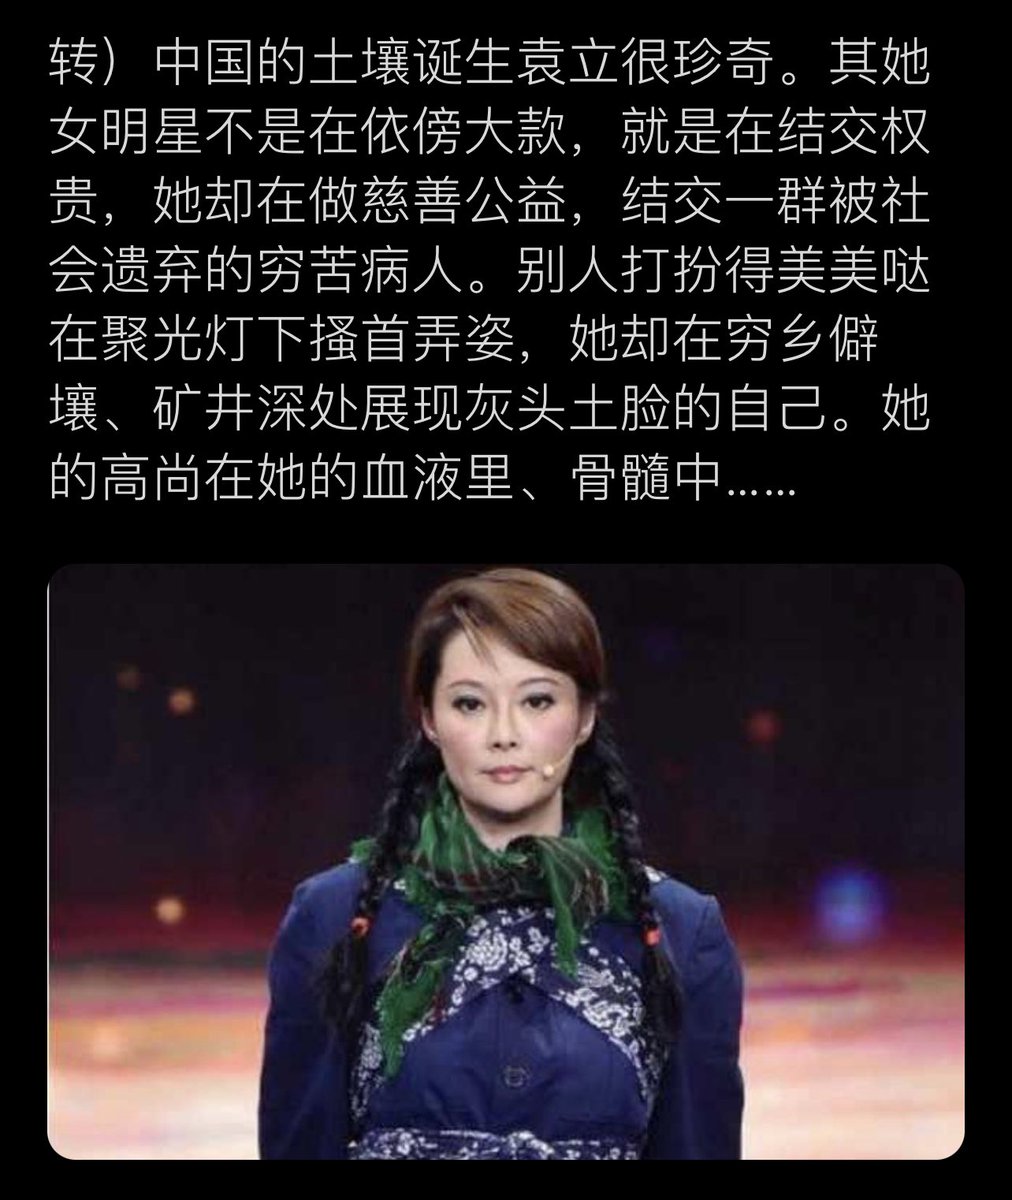 转）中国的土壤诞生袁立很珍奇。其她
女明星不是在依傍大款，就是在结交权
贵，她却在做慈善公益，结交一群被社
会遗弃的穷苦病人。别人打扮得美美哒
在聚光灯下搔首弄姿，她却在穷乡僻
壤、矿井深处展现灰头土脸的自己。她
的高尚在她的血液里、骨髓中……